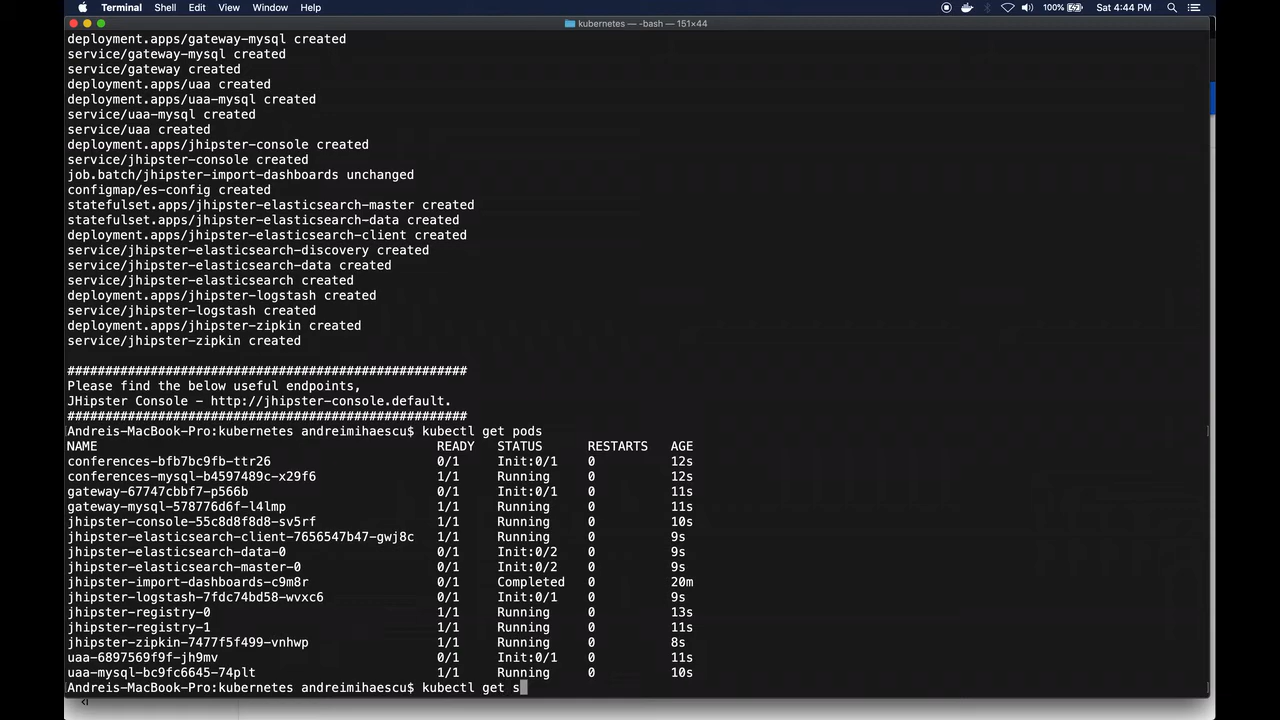 Terminal Shell Edit View Window Help 100% Sat 4:44 PM
kubernetes — -bash — 151×44
deployment.apps/gateway-mysql created
service/gateway-mysql created
service/gateway created
deployment.apps/uaa created
deployment.apps/uaa-mysql created
service/uaa-mysql created
service/uaa created
deployment.apps/jhipster-console created
service/jhipster-console created
job.batch/jhipster-import-dashboards unchanged
configmap/es-config created
statefulset.apps/jhipster-elasticsearch-master created
statefulset.apps/jhipster-elasticsearch-data created
deployment.apps/jhipster-elasticsearch-client created
service/jhipster-elasticsearch-discovery created
service/jhipster-elasticsearch-data created
service/jhipster-elasticsearch created
deployment.apps/jhipster-logstash created
service/jhipster-logstash created
deployment.apps/jhipster-zipkin created
service/jhipster-zipkin created
#####################################################
Please find the below useful endpoints,
JHipster Console - http://jhipster-console.default.
#####################################################
Andreis-MacBook-Pro:kubernetes andreimihaescu$ kubectl get pods
NAME READY STATUS RESTARTS AGE
conferences-bfb7bc9fb-ttr26 0/1 Init:0/1 0 12s
conferences-mysql-b4597489c-x29f6 1/1 Running 0 12s
gateway-67747cbbf7-p566b 0/1 Init:0/1 0 11s
gateway-mysql-578776d6f-l4lmp 1/1 Running 0 11s
jhipster-console-55c8d8f8d8-sv5rf 1/1 Running 0 10s
jhipster-elasticsearch-client-7656547b47-gwj8c 1/1 Running 0 9s
jhipster-elasticsearch-data-0 0/1 Init:0/2 0 9s
jhipster-elasticsearch-master-0 0/1 Init:0/2 0 9s
jhipster-import-dashboards-c9m8r 0/1 Completed 0 20m
jhipster-logstash-7fdc74bd58-wvxc6 0/1 Init:0/1 0 9s
jhipster-registry-0 1/1 Running 0 13s
jhipster-registry-1 1/1 Running 0 11s
jhipster-zipkin-7477f5f499-vnhwp 1/1 Running 0 8s
uaa-6897569f9f-jh9mv 0/1 Init:0/1 0 11s
uaa-mysql-bc9fc6645-74plt 1/1 Running 0 10s
Andreis-MacBook-Pro:kubernetes andreimihaescu$ kubectl get s